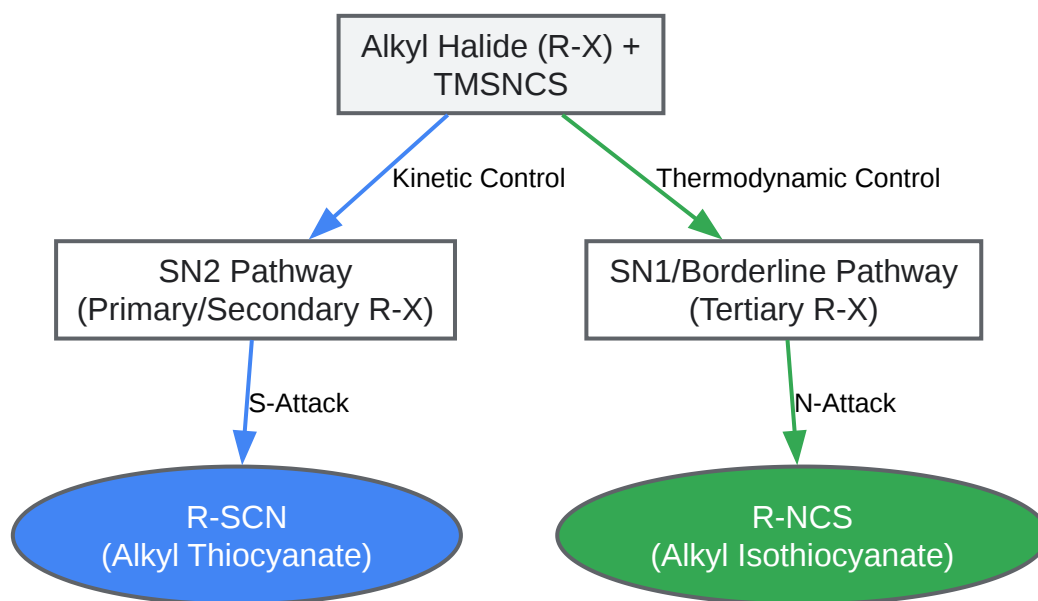 Alkyl Halide (R-X) +
TMSNCS
Kinetic Control
Thermodynamic Control
SN2 Pathway
(Primary/Secondary R-X)
SN1/Borderline Pathway
(Tertiary R-X)
S-Attack
N-Attack
R-SCN
(Alkyl Thiocyanate)
R-NCS
(Alkyl Isothiocyanate)